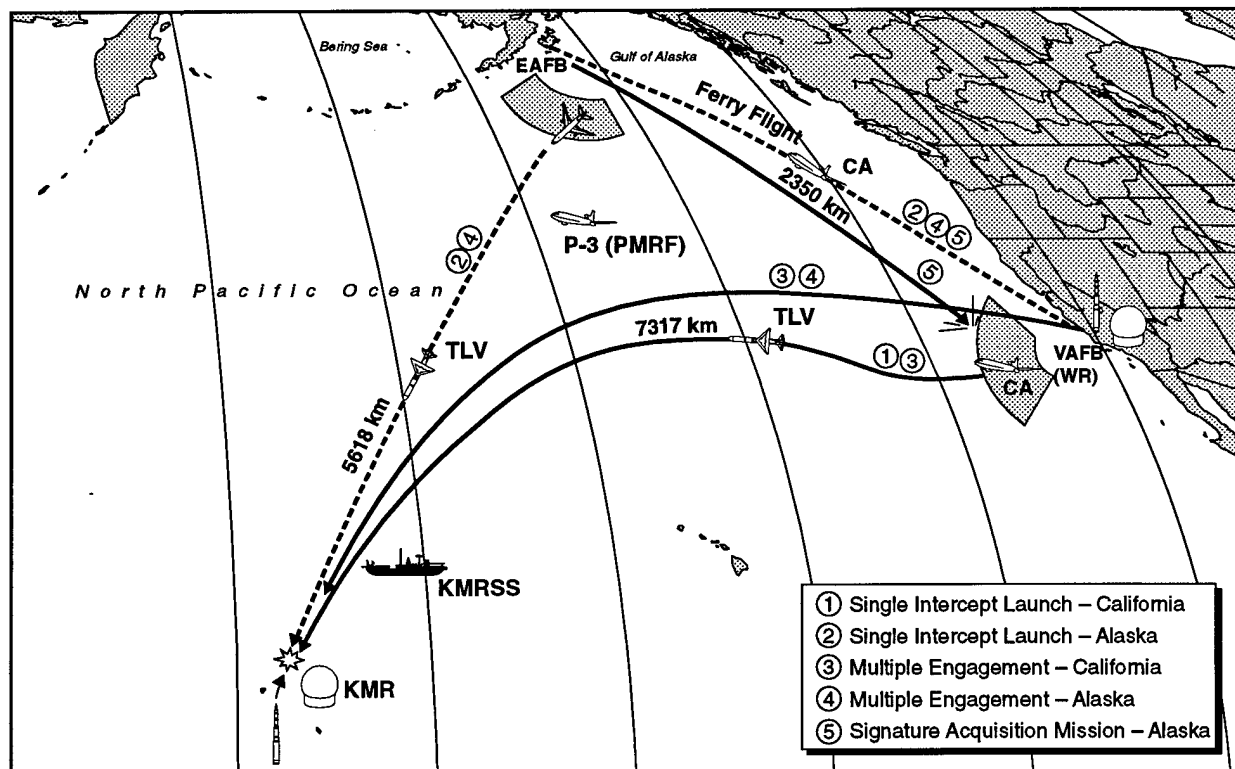 Bering Sea
Gulf of Alaska
EAFB
Ferry Flight
CA
2350 km
②④⑤
P-3 (PMRF)
②④
⑤
North Pacific Ocean
③④
7317 km
TLV
TLV
①③
VAFB
(WR)
CA
5618 km
KMRSS
KMR
① Single Intercept Launch – California
② Single Intercept Launch – Alaska
③ Multiple Engagement – California
④ Multiple Engagement – Alaska
⑤ Signature Acquisition Mission – Alaska